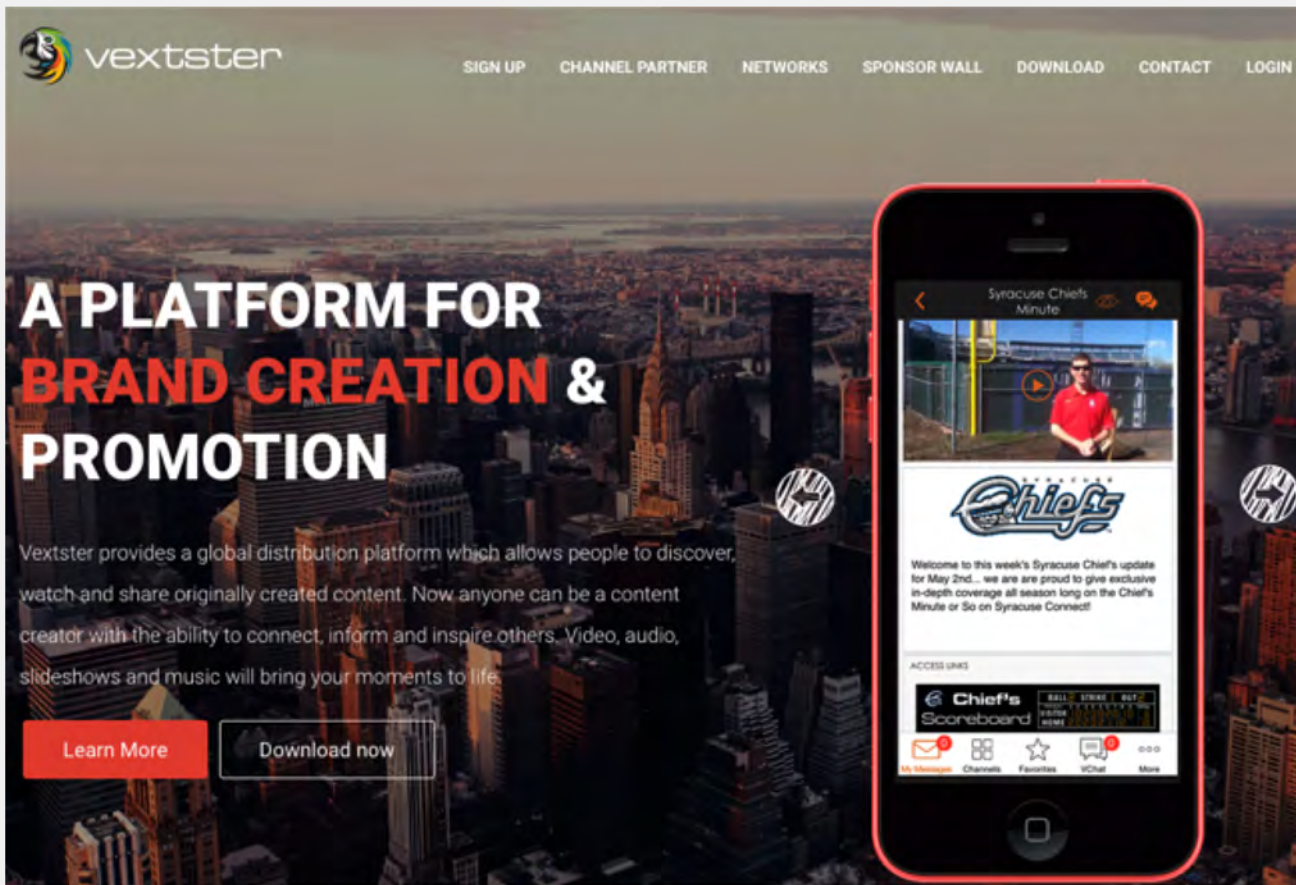 vextster
SIGN UP CHANNEL PARTNER NETWORKS SPONSOR WALL DOWNLOAD CONTACT LOGIN
A PLATFORM FOR
BRAND CREATION &
PROMOTION
Vextster provides a global distribution platform which allows people to discover,
watch and share originally created content. Now anyone can be a content
creator with the ability to connect, inform and inspire others. Video, audio,
slideshows and music will bring your moments to life.
Learn More Download now
Syracuse Chiefs
Minute
SYRACUSE
Chiefs
Welcome to this week's Syracuse Chief's update
for May 2nd... we are are proud to give exclusive
in-depth coverage all season long on the Chief's
Minute or So on Syracuse Connect!
ACCESS LINKS
Chief's
Scoreboard
BALL STRIKE OUT
VISITOR
HOME
0 0
My Messages Channels Favorites VChat More